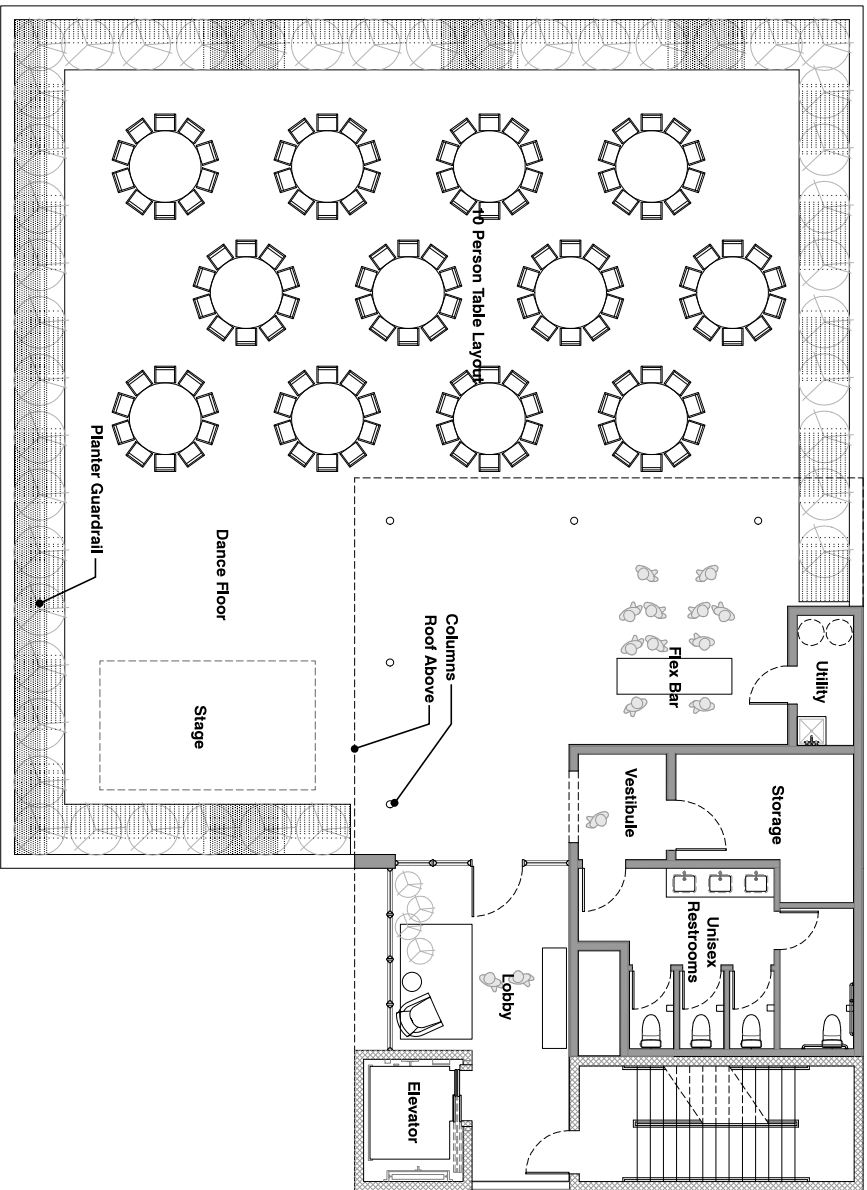 10 Person Table Layout
Planter Guardrail
Dance Floor
Columns
Roof Above
Flex Bar
Utility
Stage
Vestibule
Storage
Unisex
Restrooms
Lobby
Elevator